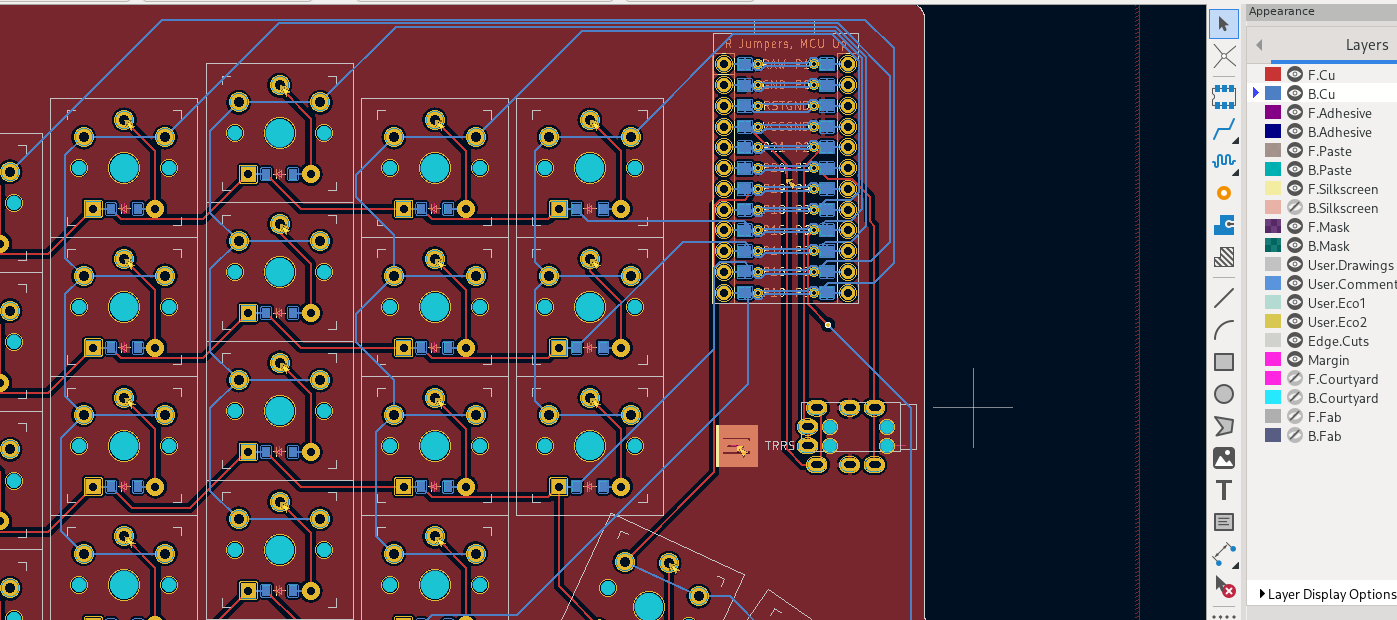 Appearance
Layers
R Jumpers, MCU Up
F.Cu
B.Cu
F.Adhesive
B.Adhesive
F.Paste
B.Paste
F.Silkscreen
B.Silkscreen
F.Mask
B.Mask
User.Drawings
User.Comment
User.Eco1
User.Eco2
Edge.Cuts
Margin
F.Courtyard
B.Courtyard
F.Fab
B.Fab
TRRS
Layer Display Options